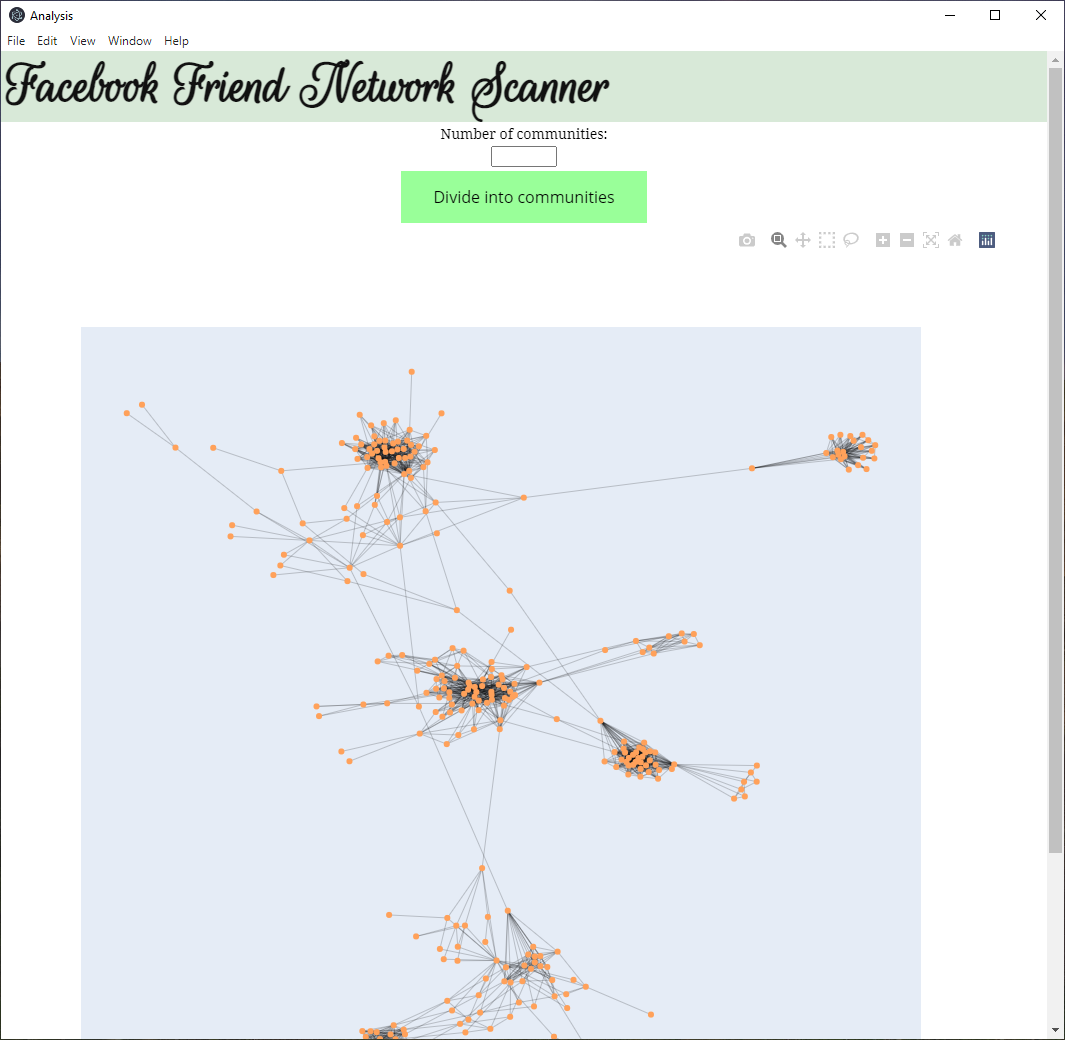 Analysis
File Edit View Window Help
Facebook Friend Network Scanner
Number of communities:
Divide into communities